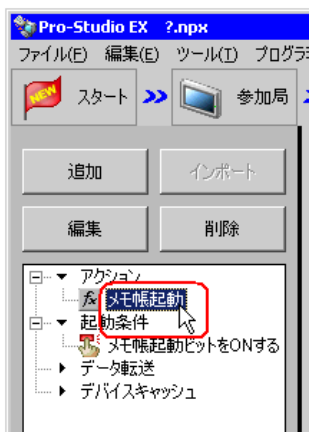 Pro-Studio EX ?.npx
ファイル(F) 編集(E) ツール(T) プログラ
NEW スタート 参加局
追加 インポート
編集 削除
アクション
fx メモ帳起動
起動条件
メモ帳起動ビットをONする
データ転送
デバイスキャッシュ